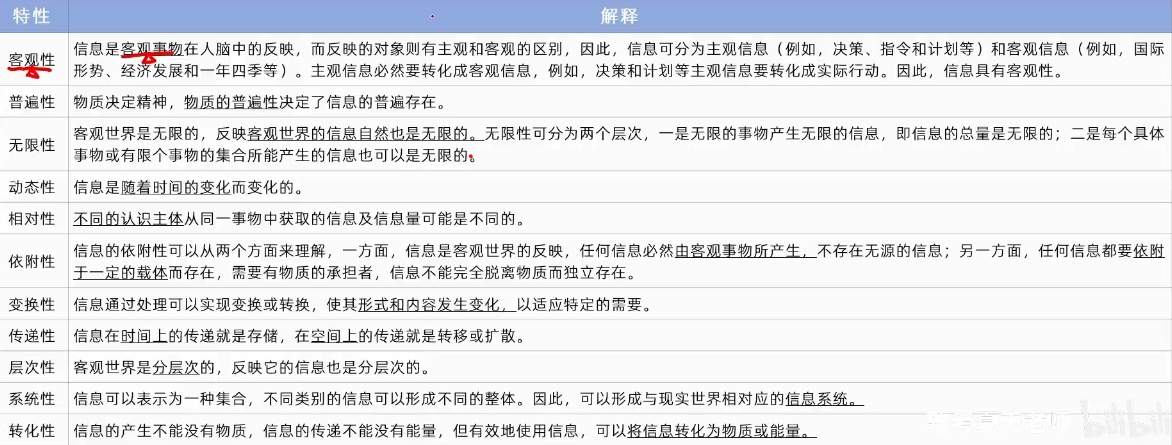 特性 解释
客观性 信息是客观事物在人脑中的反映，而反映的对象则有主观和客观的区别，因此，信息可分为主观信息（例如，决策、指令和计划等）和客观信息（例如，国际
形势、经济发展和一年四季等）。主观信息必然要转化成客观信息，例如，决策和计划等主观信息要转化成实际行动。因此，信息具有客观性。
普遍性 物质决定精神，物质的普遍性决定了信息的普遍存在。
无限性 客观世界是无限的，反映客观世界的信息自然也是无限的。无限性可分为两个层次，一是无限的事物产生无限的信息，即信息的总量是无限的；二是每个具体
事物或有限个事物的集合所能产生的信息也可以是无限的。
动态性 信息是随着时间的变化而变化的。
相对性 不同的认识主体从同一事物中获取的信息及信息量可能是不同的。
依附性 信息的依附性可以从两个方面来理解，一方面，信息是客观世界的反映，任何信息必然由客观事物所产生，不存在无源的信息；另一方面，任何信息都要依附
于一定的载体而存在，需要有物质的承担者，信息不能完全脱离物质而独立存在。
变换性 信息通过处理可以实现变换或转换，使其形式和内容发生变化，以适应特定的需要。
传递性 信息在时间上的传递就是存储，在空间上的传递就是转移或扩散。
层次性 客观世界是分层次的，反映它的信息也是分层次的。
系统性 信息可以表示为一种集合，不同类别的信息可以形成不同的整体。因此，可以形成与现实世界相对应的信息系统。
转化性 信息的产生不能没有物质，信息的传递不能没有能量，但有效地使用信息，可以将信息转化为物质或能量。
bilibili